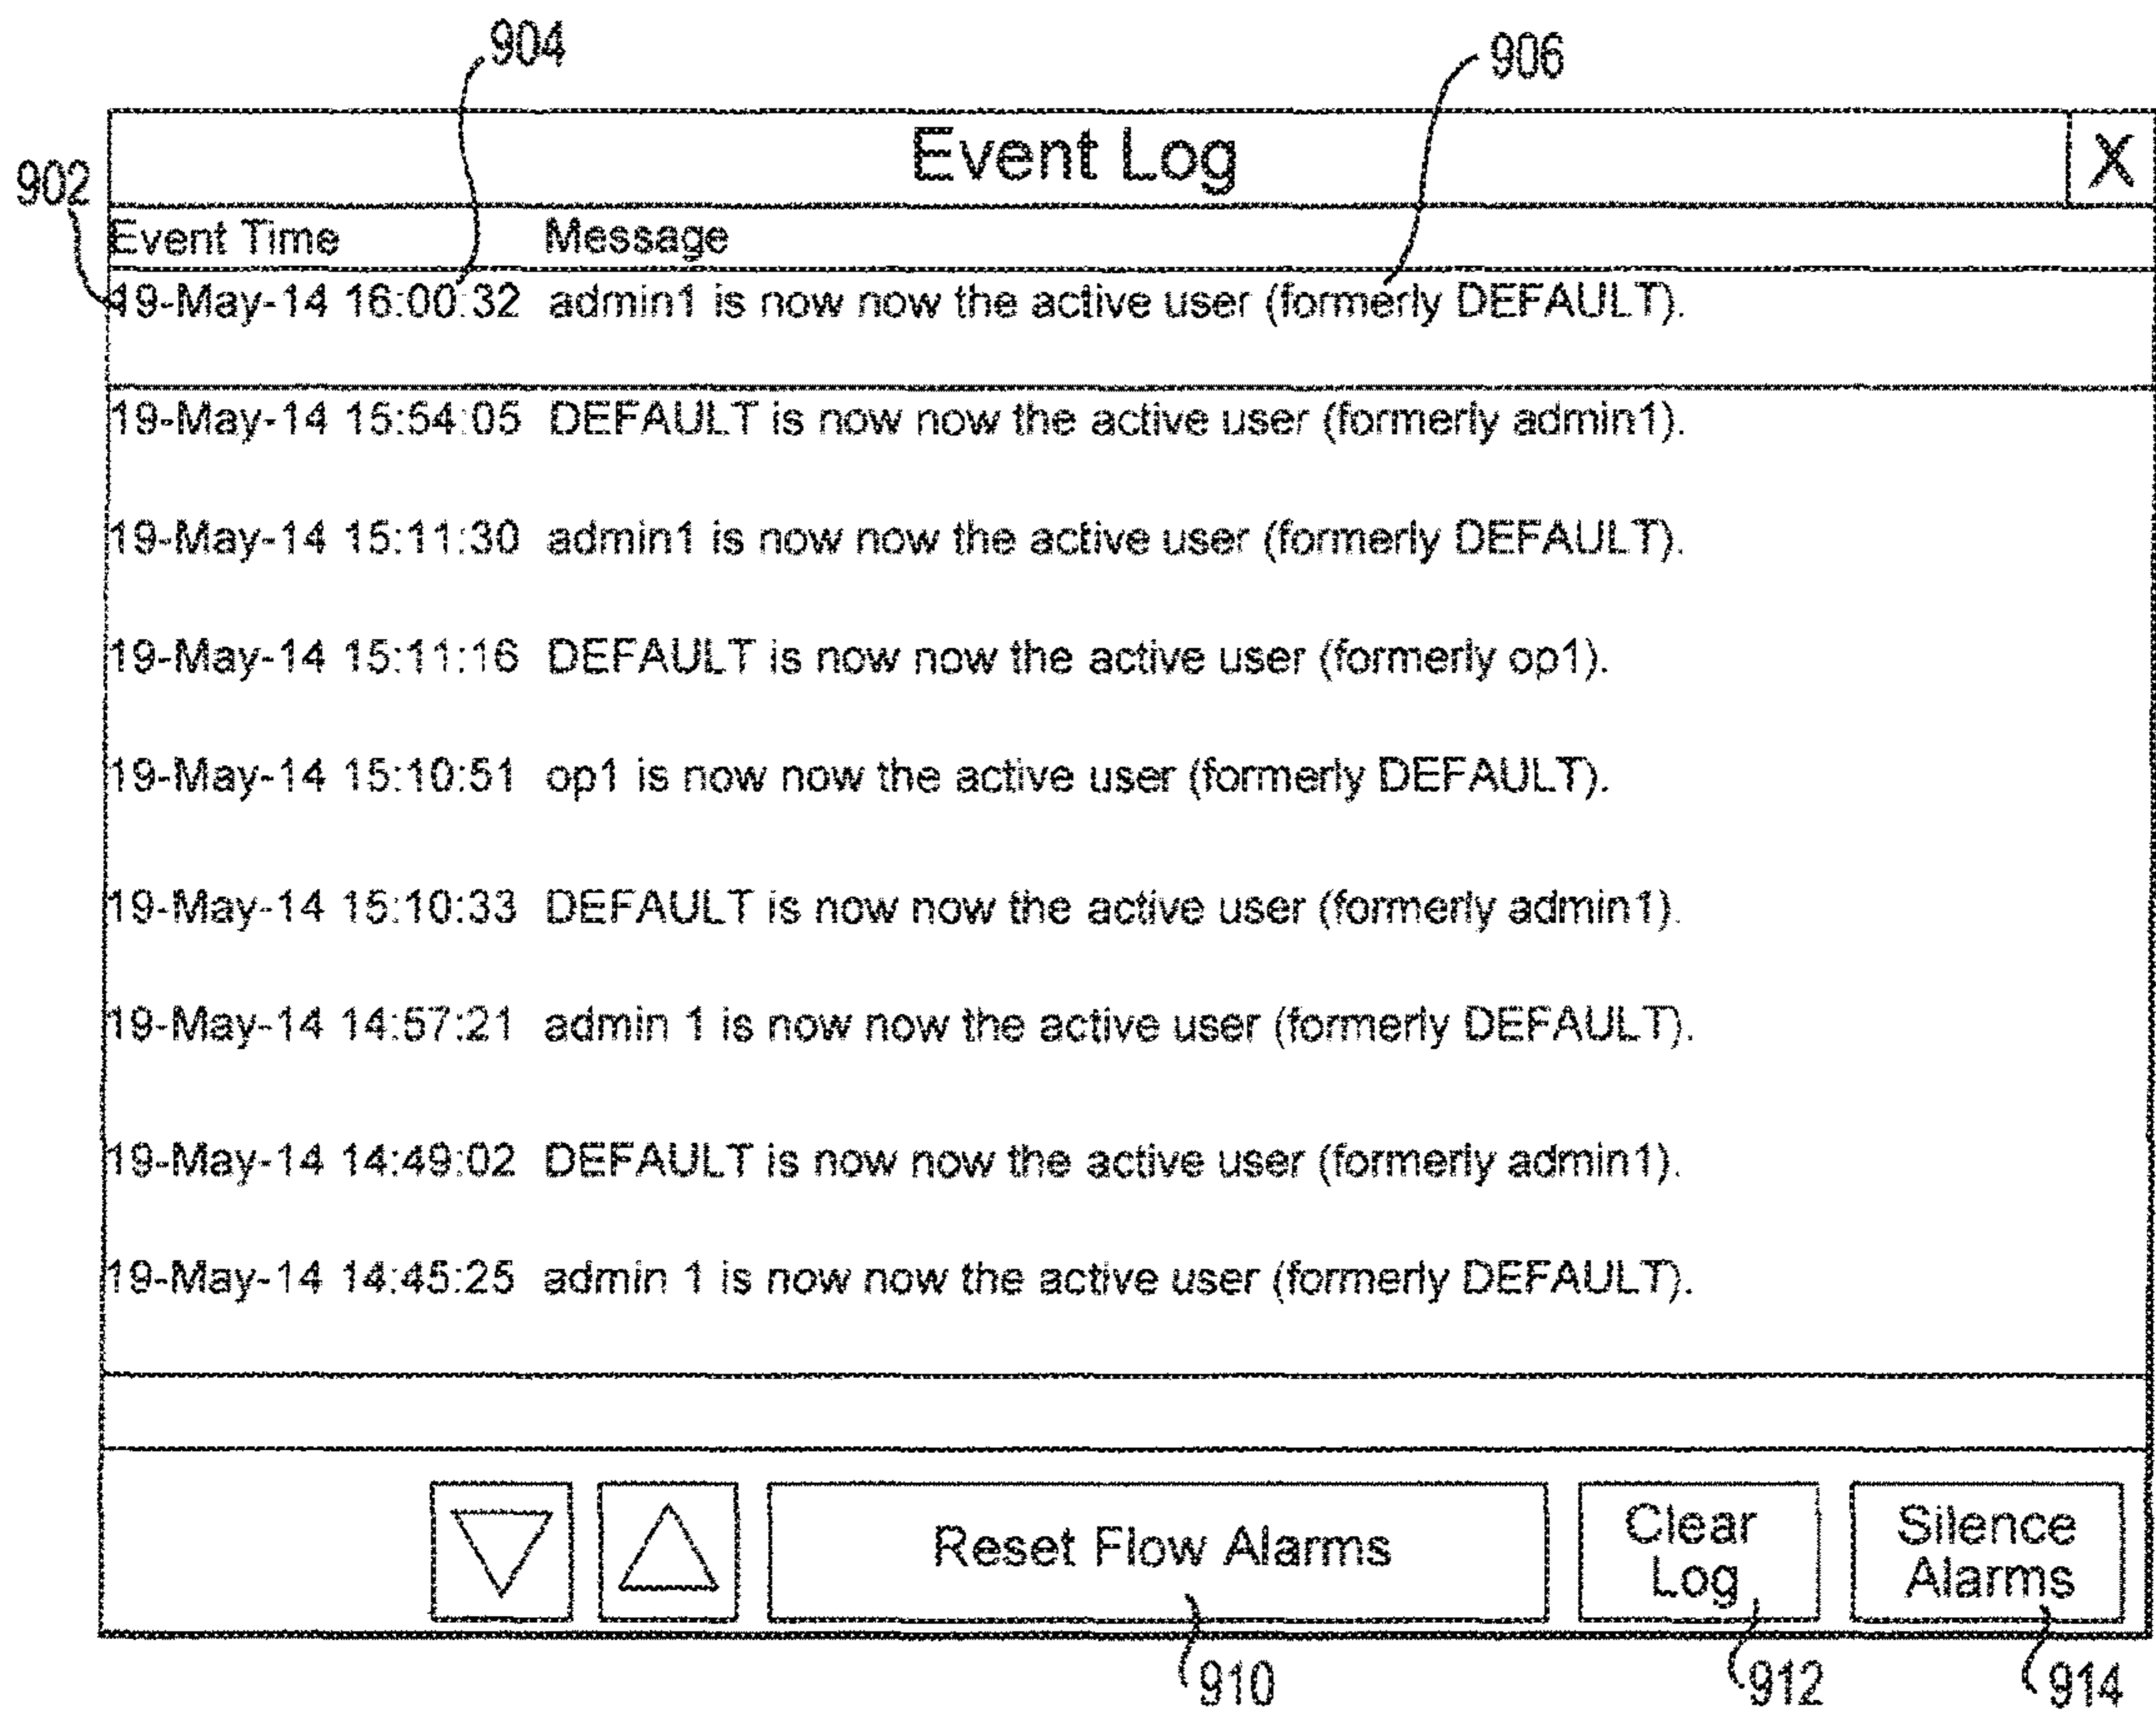 904
906
Event Log X
902
Event Time Message
19-May-14 16:00:32 admin1 is now now the active user (formerly DEFAULT).
19-May-14 15:54:05 DEFAULT is now now the active user (formerly admin1).
19-May-14 15:11:30 admin1 is now now the active user (formerly DEFAULT).
19-May-14 15:11:16 DEFAULT is now now the active user (formerly op1).
19-May-14 15:10:51 op1 is now now the active user (formerly DEFAULT).
19-May-14 15:10:33 DEFAULT is now now the active user (formerly admin1).
19-May-14 14:57:21 admin 1 is now now the active user (formerly DEFAULT).
19-May-14 14:49:02 DEFAULT is now now the active user (formerly admin1).
19-May-14 14:45:25 admin 1 is now now the active user (formerly DEFAULT).
Reset Flow Alarms
Clear
Log
Silence
Alarms
910
912
914